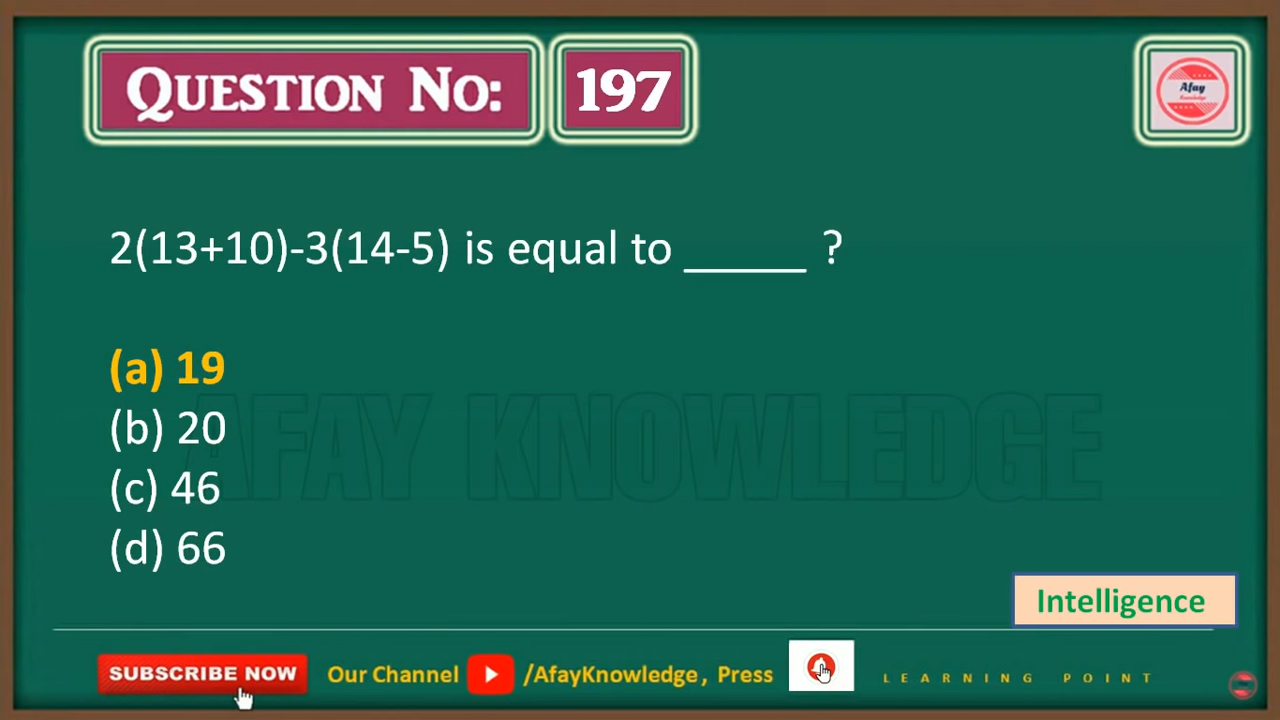 QUESTION NO: 197
Afay
Knowledge
2(13+10)-3(14-5) is equal to _____ ?
(a) 19
(b) 20
(c) 46
(d) 66
AFAY KNOWLEDGE
Intelligence
SUBSCRIBE NOW Our Channel /AfayKnowledge, Press LEARNING POINT